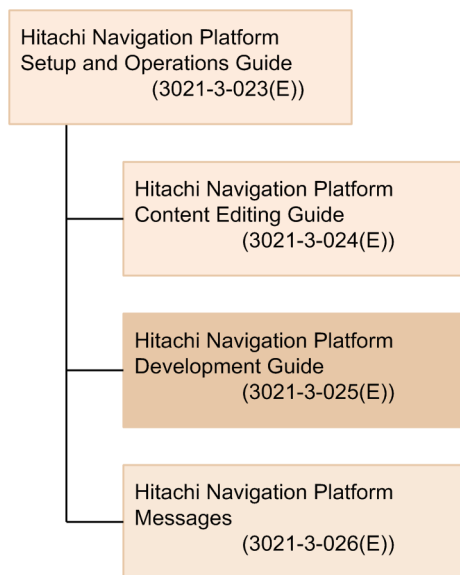 Hitachi Navigation Platform
Setup and Operations Guide
(3021-3-023(E))
Hitachi Navigation Platform
Content Editing Guide
(3021-3-024(E))
Hitachi Navigation Platform
Development Guide
(3021-3-025(E))
Hitachi Navigation Platform
Messages
(3021-3-026(E))